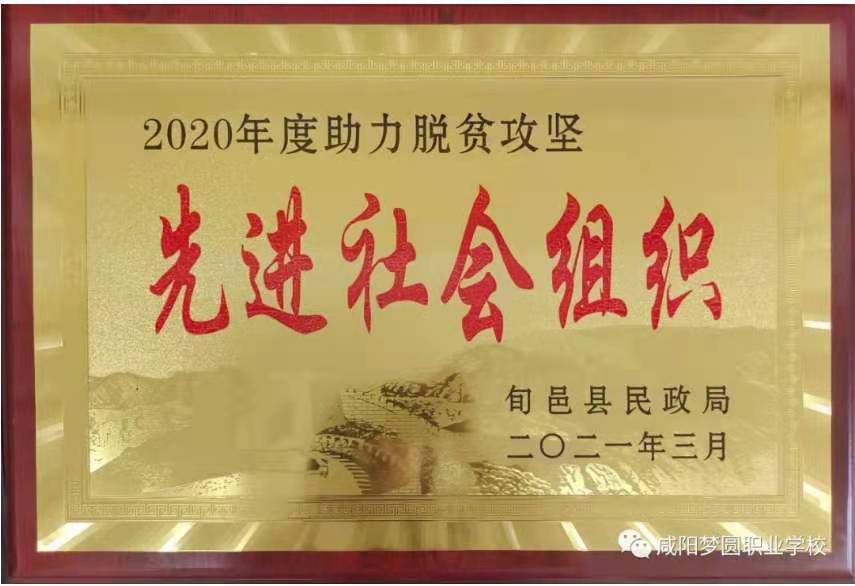 2020年度助力脱贫攻坚
先进社会组织
旬邑县民政局
二〇二一年三月
咸阳梦圆职业学校